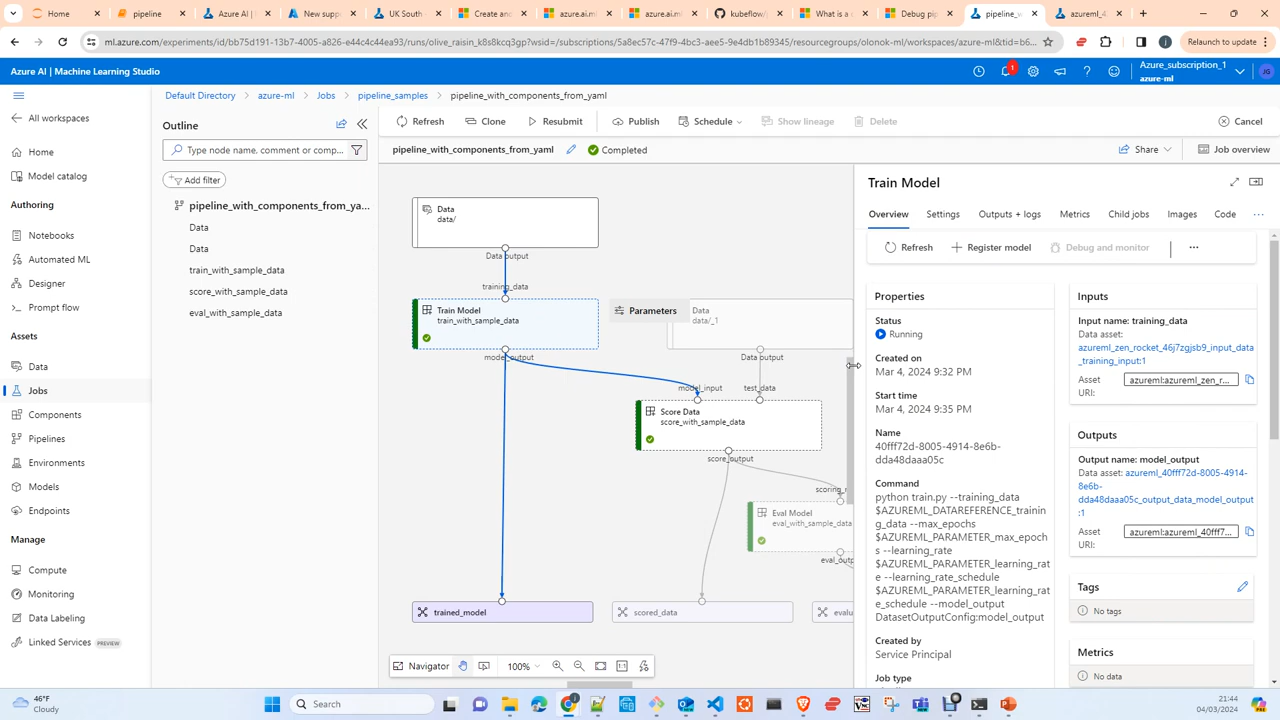 Home P
pipeline
Azure AI |
New suppo
UK South
Create anc
azure.ai.m
azure.ai.m
kubeflow/
What is a
Debug pip
pipeline_w
azureml_4
ml.azure.com/experiments/id/bb75d191-13b7-4005-a826-e44c4c44ea93/runs/olive_raisin_k8s8kcq3gp?wsid=/subscriptions/5a8ec57c-47f9-4bc3-aee5-9e4db1b89345/resourcegroups/olonok-ml/workspaces/azure-ml&tid=b6...
Relaunch to update
Azure AI | Machine Learning Studio
1
Azure_subscription_1
azure-ml
JG
Default Directory > azure-ml > Jobs > pipeline_samples > pipeline_with_components_from_yaml
All workspaces
Home
Model catalog
Authoring
Notebooks
Automated ML
Designer
Prompt flow
Assets
Data
Jobs
Components
Pipelines
Environments
Models
Endpoints
Manage
Compute
Monitoring
Data Labeling
Linked Services PREVIEW
Outline
Type node name, comment or comp...
Add filter
pipeline_with_components_from_ya...
Data
Data
train_with_sample_data
score_with_sample_data
eval_with_sample_data
Refresh Clone Resubmit Publish Schedule Show lineage Delete Cancel
pipeline_with_components_from_yaml Completed Share Job overview
Data
data/
Data output
training_data
Train Model
train_with_sample_data
model_output
Parameters
Data
data/_1
Data output
model_input
test_data
Score Data
score_with_sample_data
score_output
scoring_r
Eval Model
eval_with_sample_data
eval_outp
trained_model
scored_data
evalu
Navigator 100% 1:1
Train Model
Overview Settings Outputs + logs Metrics Child jobs Images Code ...
Refresh Register model Debug and monitor ...
Properties
Status
Running
Created on
Mar 4, 2024 9:32 PM
Start time
Mar 4, 2024 9:35 PM
Name
40fff72d-8005-4914-8e6b-
dda48daaa05c
Command
python train.py --training_data
$AZUREML_DATAREFERENCE_trainin
g_data --max_epochs
$AZUREML_PARAMETER_max_epoch
s --learning_rate
$AZUREML_PARAMETER_learning_rat
e --learning_rate_schedule
$AZUREML_PARAMETER_learning_rat
e_schedule --model_output
DatasetOutputConfig:model_output
Created by
Service Principal
Job type
Inputs
Input name: training_data
Data asset:
azureml_zen_rocket_46j7zgjsb9_input_data
_training_input:1
Asset
URI:
azureml:azureml_zen_r...
Outputs
Output name: model_output
Data asset: azureml_40fff72d-8005-4914-
8e6b-
dda48daaa05c_output_data_model_output
:1
Asset
URI:
azureml:azureml_40fff7...
Tags
No tags
Metrics
No data
46°F
Cloudy
Search
21:44
04/03/2024